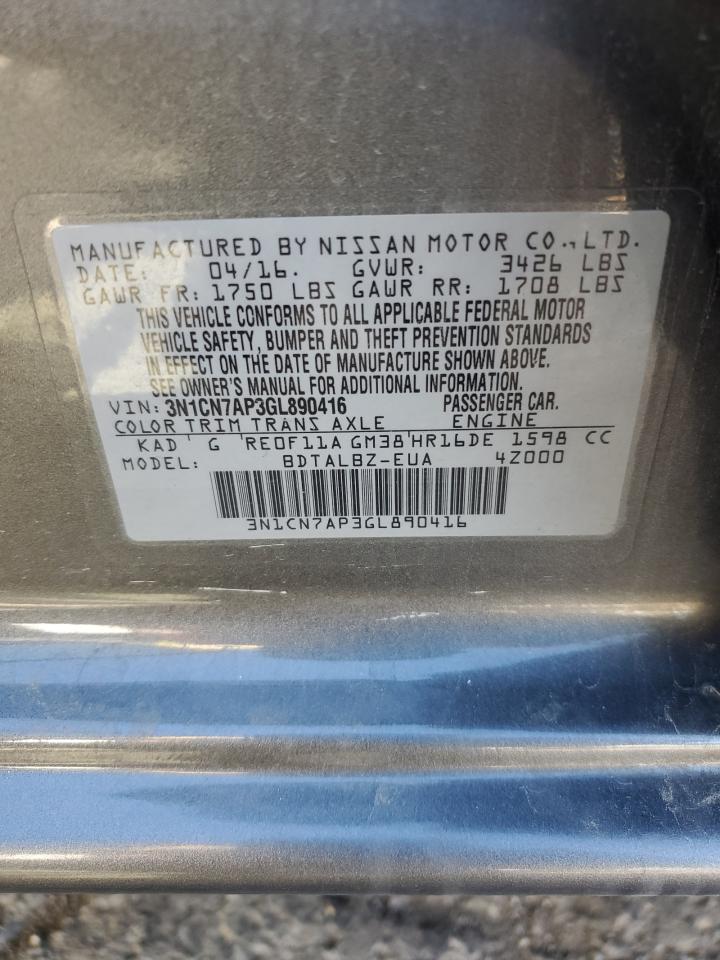 MANUFACTURED BY NISSAN MOTOR CO., LTD.
DATE: 04/16. GVWR: 3426 LBS
GAWR FR: 1750 LBS GAWR RR: 1708 LBS
THIS VEHICLE CONFORMS TO ALL APPLICABLE FEDERAL MOTOR
VEHICLE SAFETY, BUMPER AND THEFT PREVENTION STANDARDS
IN EFFECT ON THE DATE OF MANUFACTURE SHOWN ABOVE.
SEE OWNER'S MANUAL FOR ADDITIONAL INFORMATION
VIN: 3N1CN7AP3GL890416 PASSENGER CAR.
COLOR TRIM TRANS AXLE ENGINE
KAD ' G ' RE0F11A GM38 ' HR16DE 1598 CC
MODEL: BDTALBZ-EUA 4Z000
3N1CN7AP3GL890416